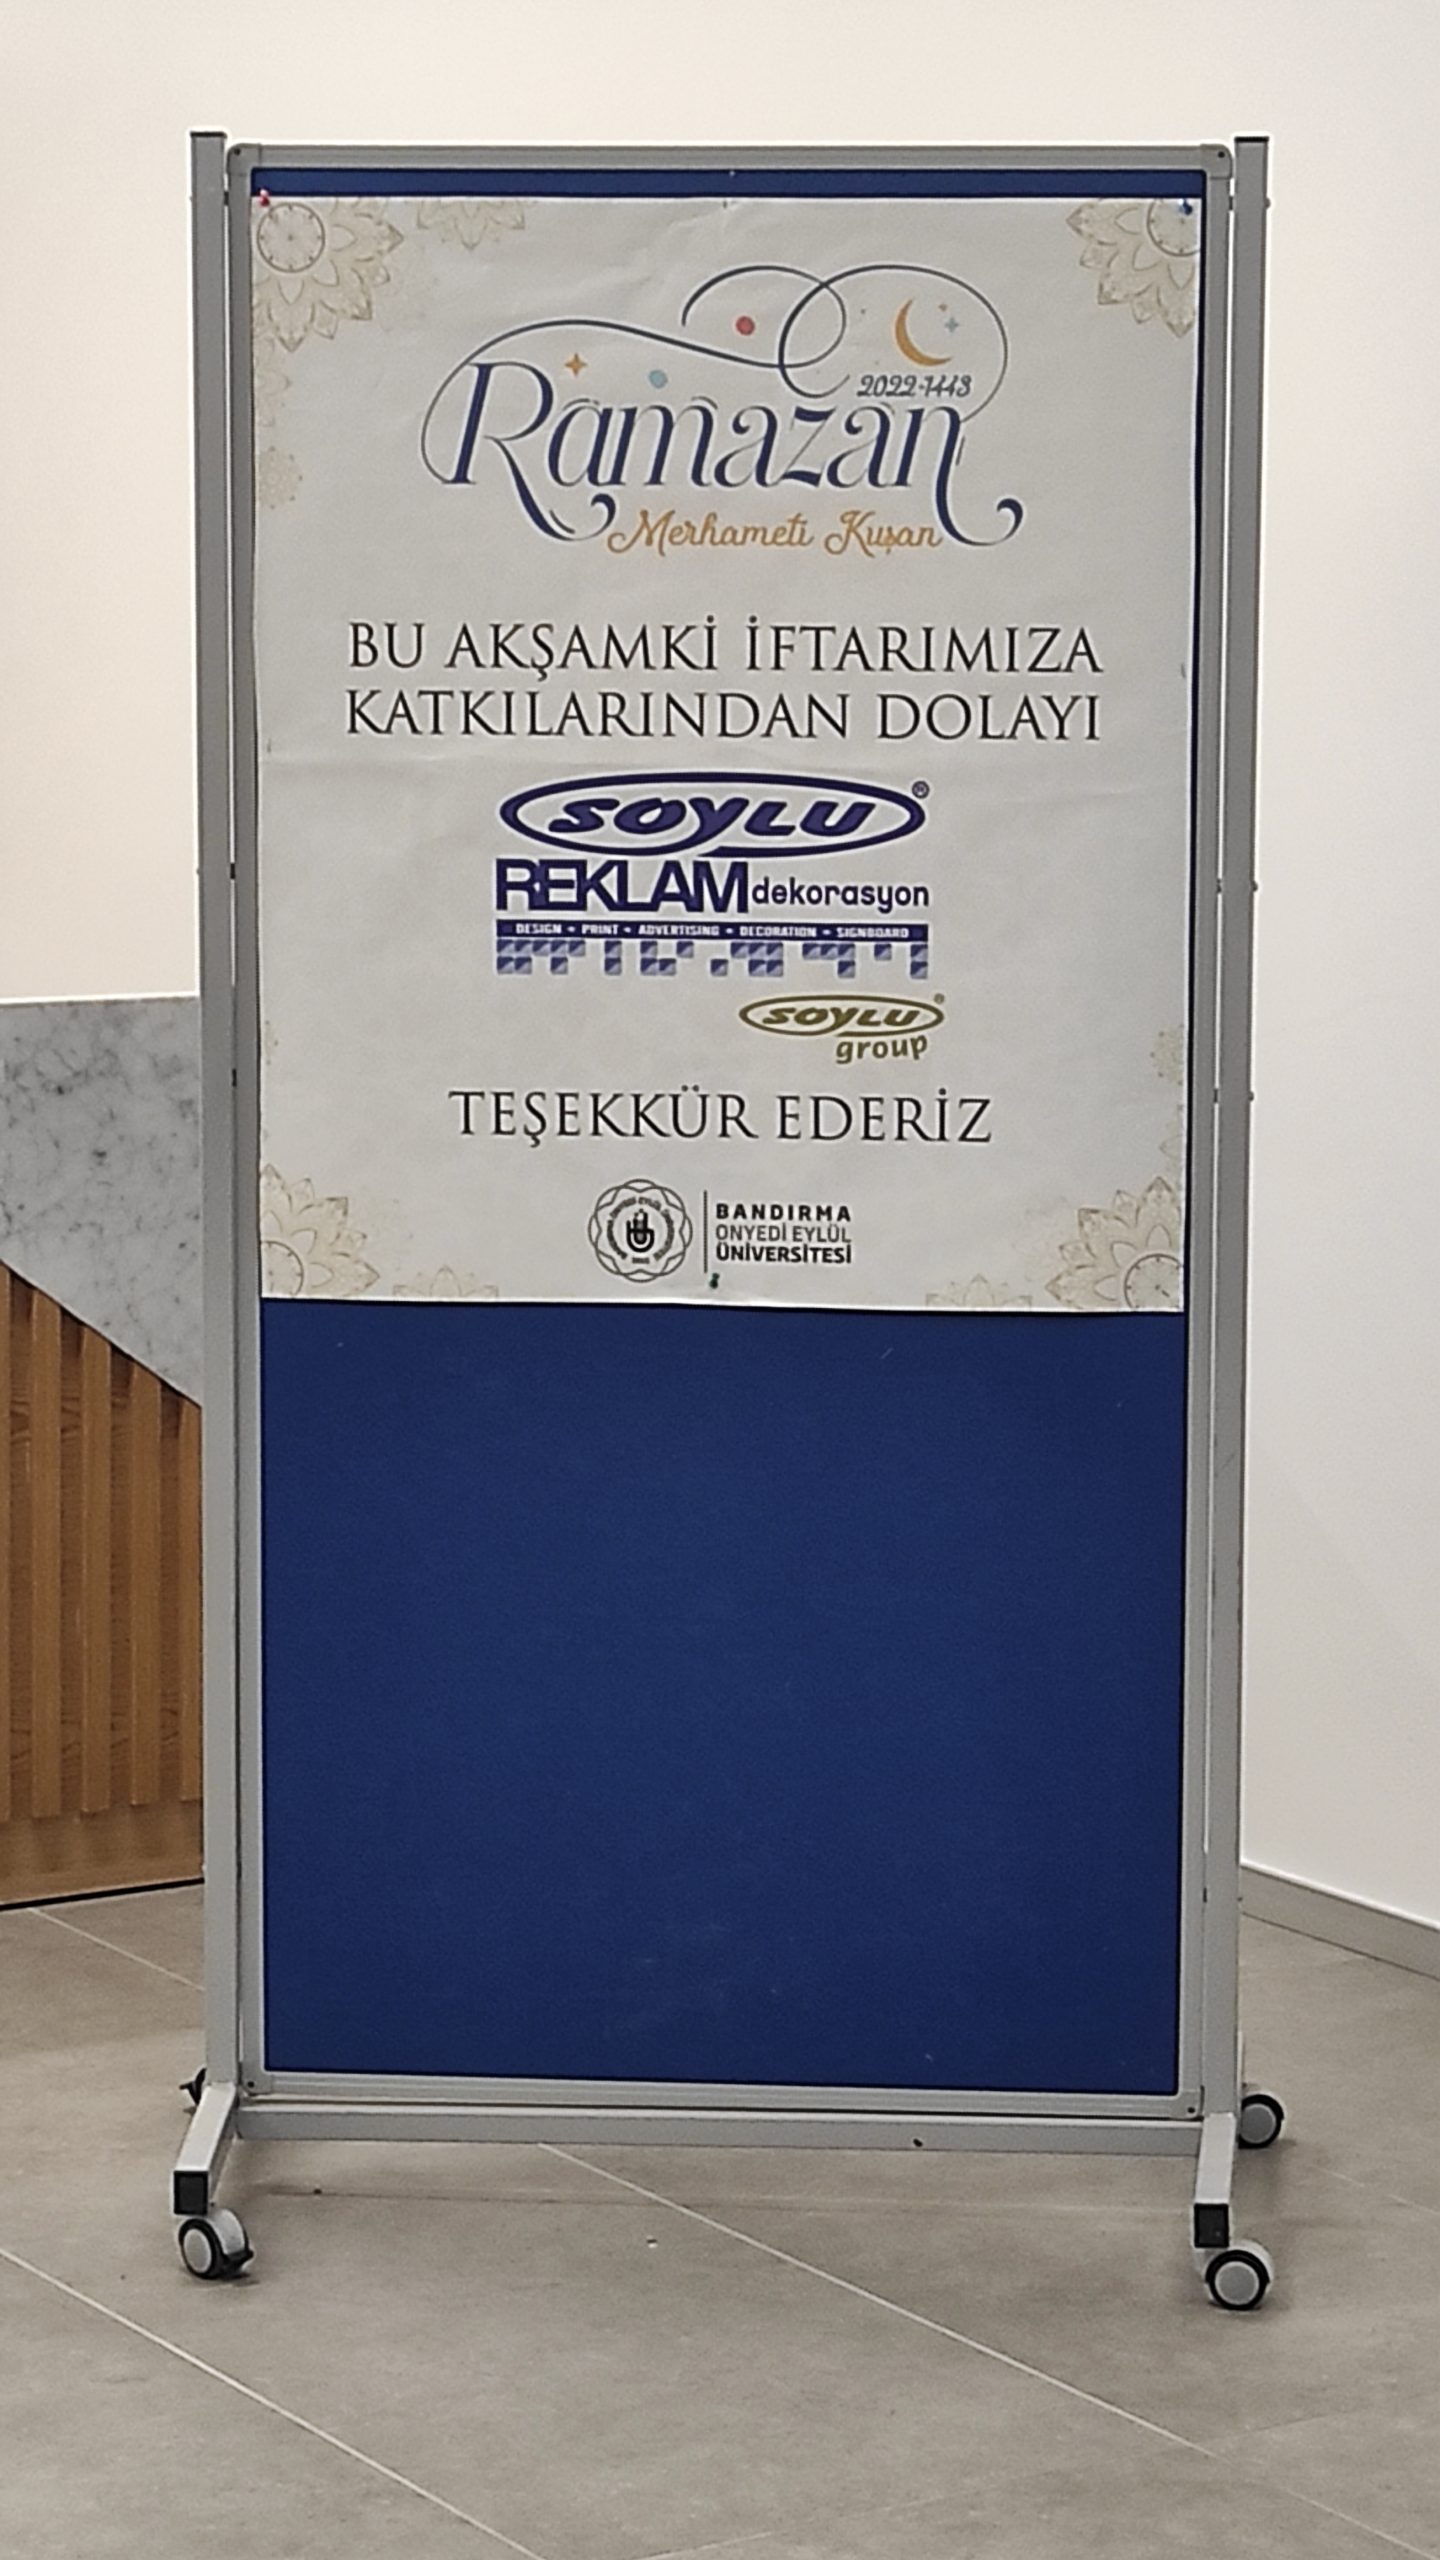 2022-1443
Ramazan
Merhameti Kuşan
BU AKŞAMKİ İFTARIMIZA
KATKILARINDAN DOLAYI
SOYLU®
REKLAM dekorasyon
DESIGN - PRINT - ADVERTISING - DECORATION - SIGNBOARD
SOYLU®
group
TEŞEKKÜR EDERİZ
BANDIRMA
ONYEDİ EYLÜL
ÜNİVERSİTESİ